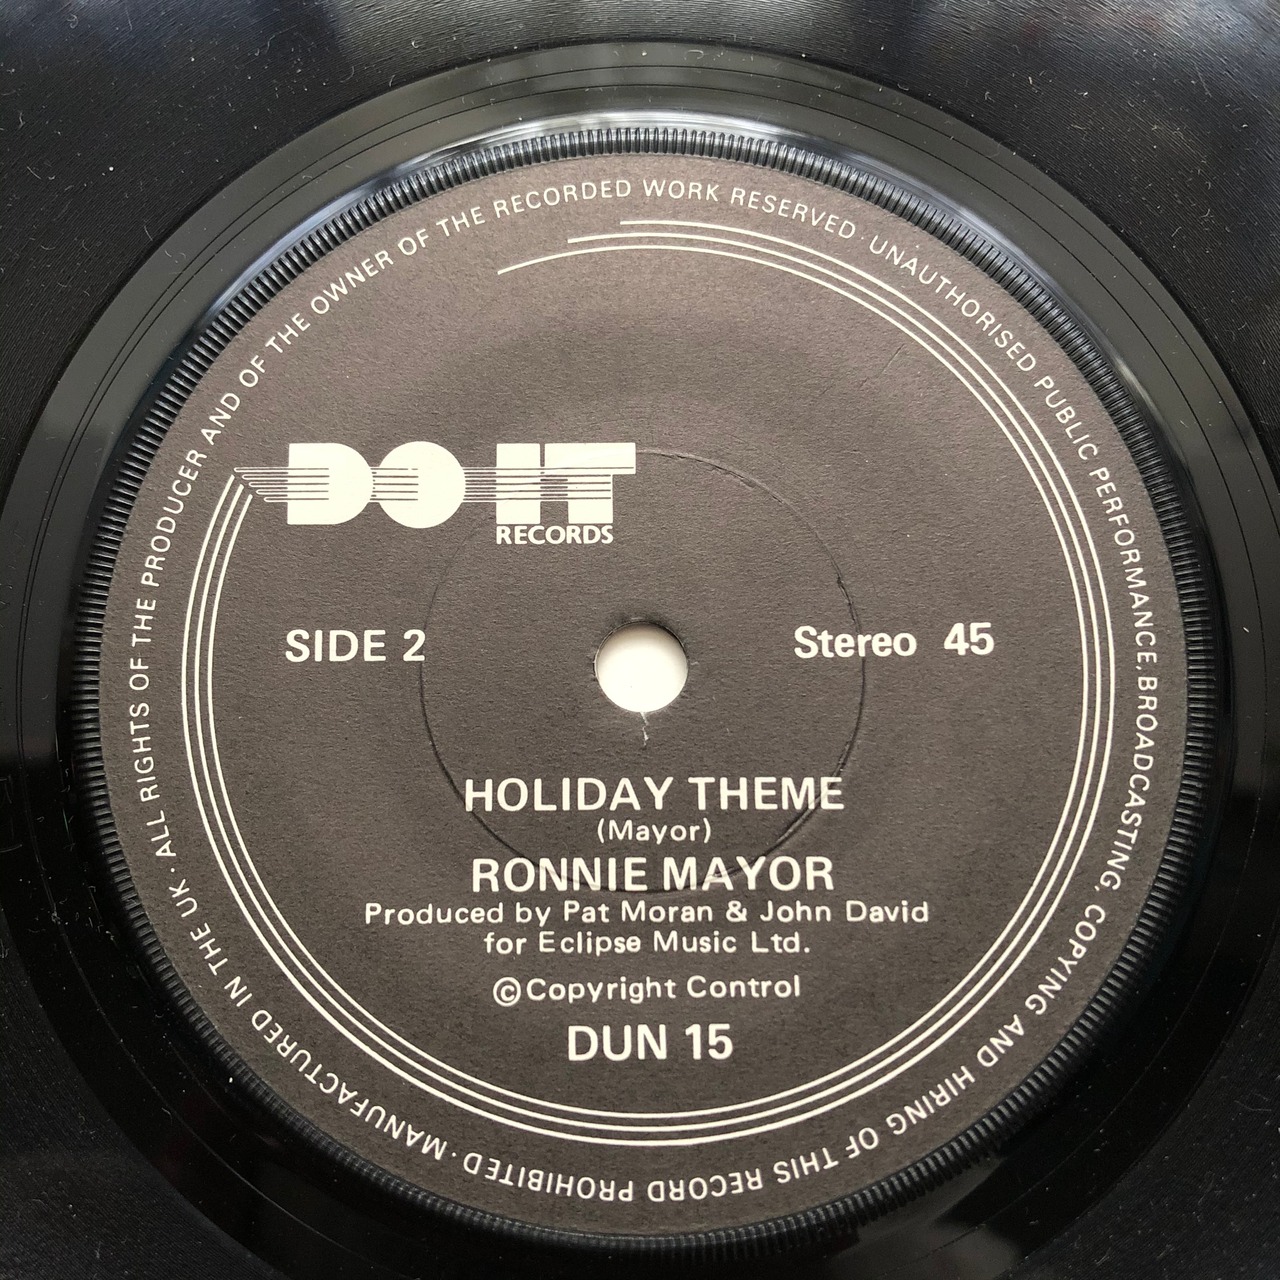 ALL RIGHTS OF THE PRODUCER AND OF THE OWNER OF THE RECORDED WORK RESERVED · UNAUTHORISED PUBLIC PERFORMANCE, BROADCASTING, COPYING AND HIRING OF THIS RECORD PROHIBITED · MANUFACTURED IN THE UK ·
DO IT
RECORDS
SIDE 2
Stereo 45
HOLIDAY THEME
(Mayor)
RONNIE MAYOR
Produced by Pat Moran & John David
for Eclipse Music Ltd.
©Copyright Control
DUN 15